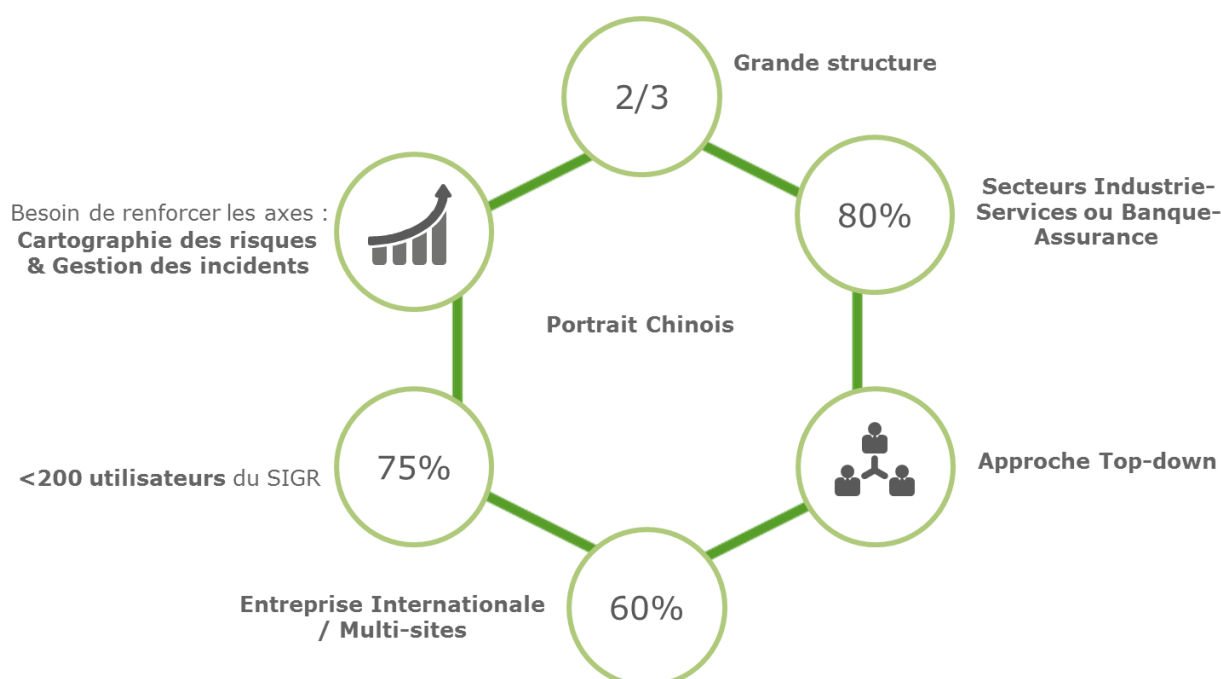 Grande structure
2/3
Secteurs Industrie-
Services ou Banque-
Assurance
80%
Approche Top-down
60%
Entreprise Internationale
/ Multi-sites
75%
<200 utilisateurs du SIGR
Besoin de renforcer les axes :
Cartographie des risques
& Gestion des incidents
Portrait Chinois